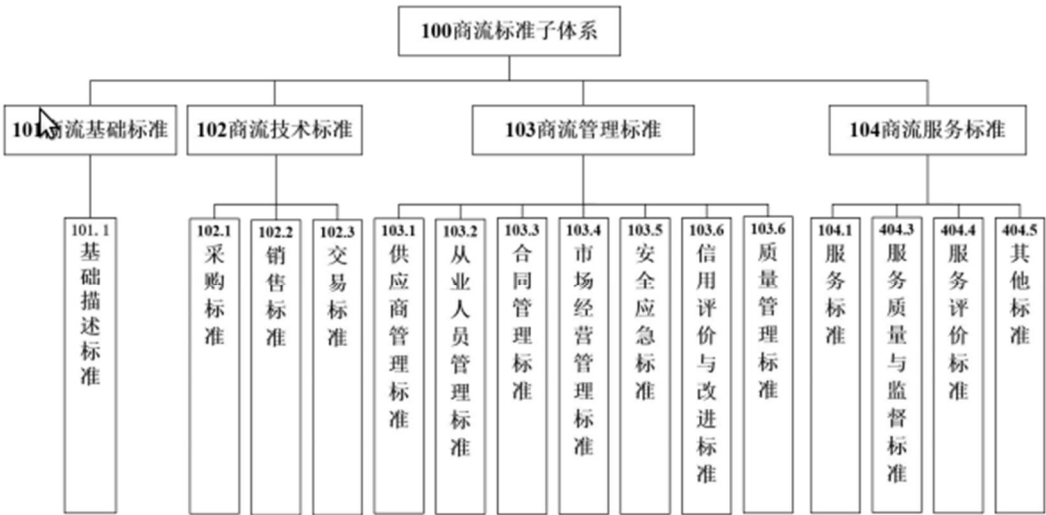 100商流标准子体系
101商流基础标准
102商流技术标准
103商流管理标准
104商流服务标准
101.1
基础描述标准
102.1
采购标准
102.2
销售标准
102.3
交易标准
103.1
供应商管理标准
103.2
从业人员管理标准
103.3
合同管理标准
103.4
市场经营管理标准
103.5
安全应急标准
103.6
信用评价与改进标准
103.6
质量管理标准
104.1
服务标准
404.3
服务质量与监督标准
404.4
服务评价标准
404.5
其他标准